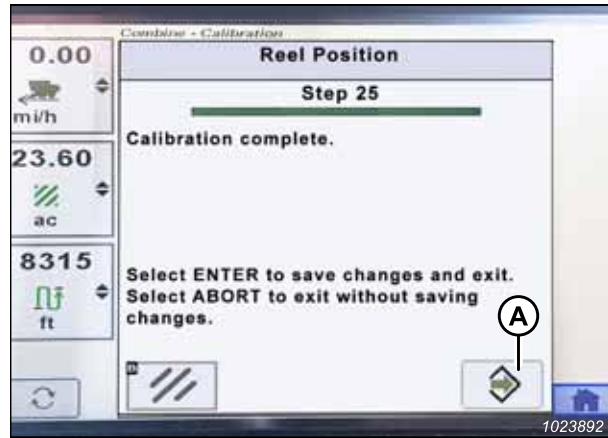 Combine - Calibration
Reel Position
Step 25
Calibration complete.
Select ENTER to save changes and exit.
Select ABORT to exit without saving
changes.
0.00
mi/h
23.60
ac
8315
ft
A
1023892